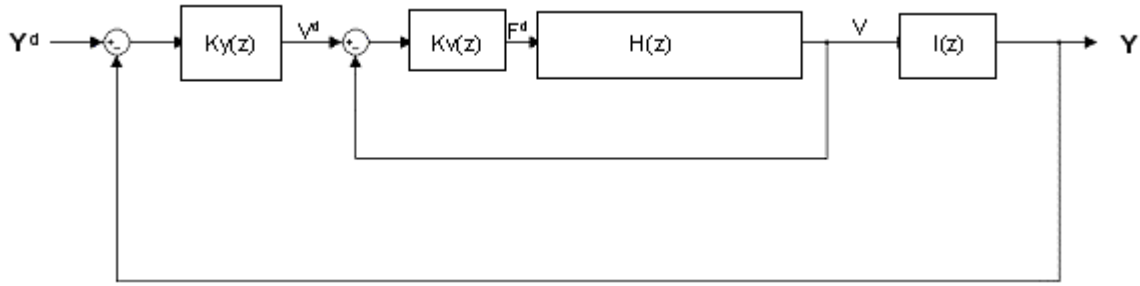 Yd
+-
Ky(z)
Vd
+-
Kv(z)
Fd
H(z)
V
I(z)
Y